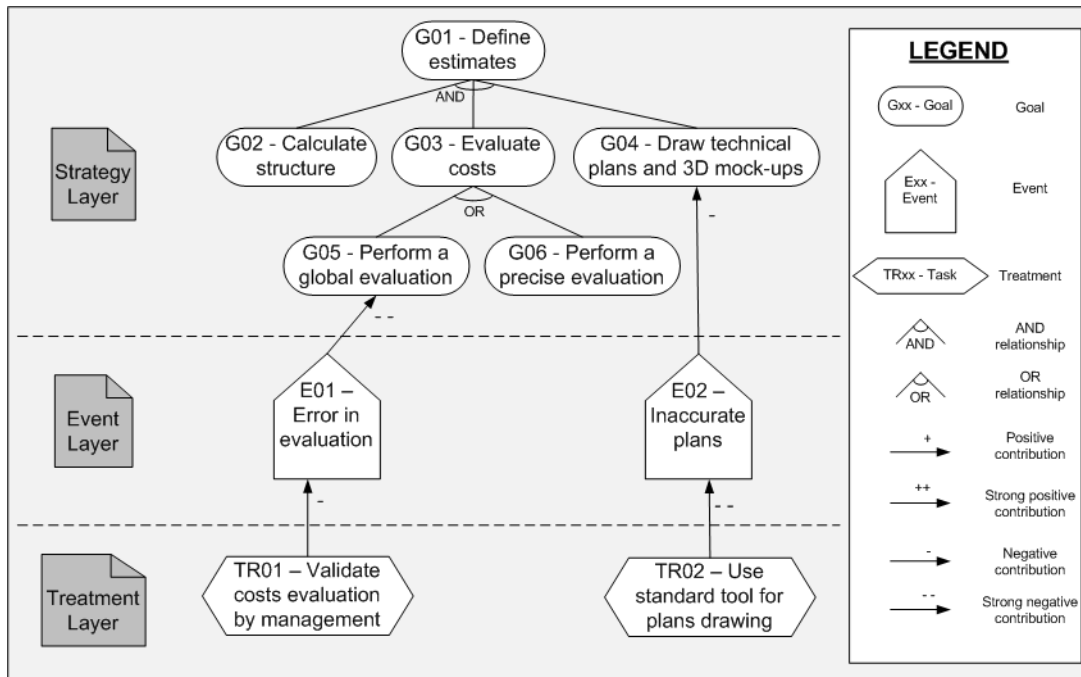 G01 - Define
estimates
AND
Strategy
Layer
G02 - Calculate
structure
G03 - Evaluate
costs
G04 - Draw technical
plans and 3D mock-ups
OR
-
G05 - Perform a
global evaluation
G06 - Perform a
precise evaluation
- -
Event
Layer
E01 –
Error in
evaluation
E02 –
Inaccurate
plans
-
- -
Treatment
Layer
TR01 – Validate
costs evaluation
by management
TR02 – Use
standard tool for
plans drawing
LEGEND
Gxx - Goal
Goal
Exx -
Event
Event
TRxx - Task
Treatment
AND
AND
relationship
OR
OR
relationship
+
Positive
contribution
++
Strong positive
contribution
-
Negative
contribution
- -
Strong negative
contribution